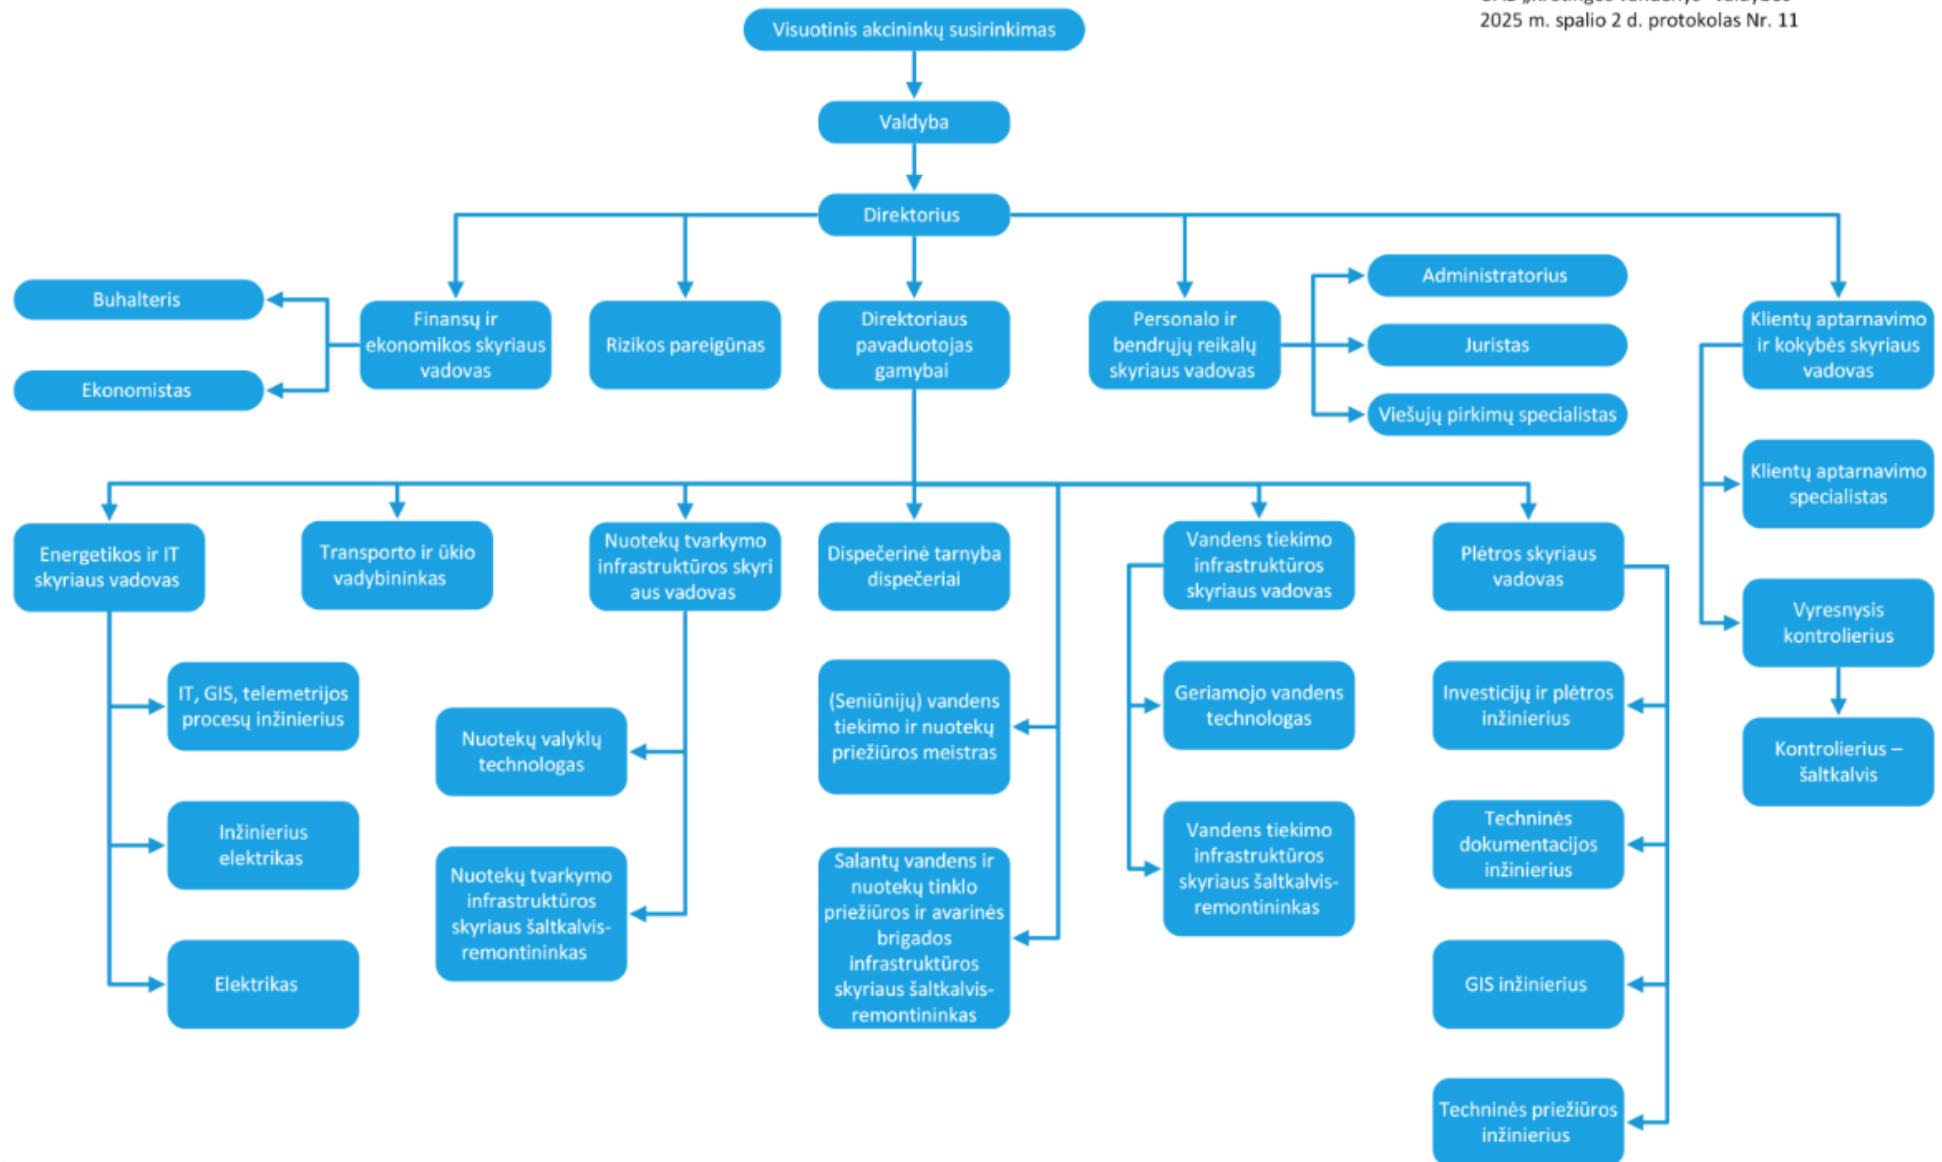 2025 m. spalio 2 d. protokolas Nr. 11
Visuotinis akcininkų susirinkimas
Valdyba
Direktorius
Buhalteris
Ekonomistas
Finansų ir
ekonomikos skyriaus
vadovas
Rizikos pareigūnas
Direktoriaus
pavaduotojas
gamybai
Personalo ir
bendrųjų reikalų
skyriaus vadovas
Administratorius
Juristas
Viešujų pirkimų specialistas
Klientų aptarnavimo
ir kokybės skyriaus
vadovas
Klientų aptarnavimo
specialistas
Vyresnysis
kontrolierius
Kontrolierius –
šaltkalvis
Energetikos ir IT
skyriaus vadovas
Transporto ir ūkio
vadybininkas
Nuotekų tvarkymo
infrastruktūros skyri
aus vadovas
Dispečerinė tarnyba
dispečeriai
Vandens tiekimo
infrastruktūros
skyriaus vadovas
Plėtros skyriaus
vadovas
IT, GIS, telemetrijos
procesų inžinierius
Inžinierius
elektrikas
Elektrikas
Nuotekų valyklų
technologas
Nuotekų tvarkymo
infrastruktūros
skyriaus šaltkalvis-
remontininkas
(Seniūnijų) vandens
tiekimo ir nuotekų
priežiūros meistras
Salantų vandens ir
nuotekų tinklo
priežiūros ir avarinės
brigados
infrastruktūros
skyriaus šaltkalvis-
remontininkas
Geriamojo vandens
technologas
Vandens tiekimo
infrastruktūros
skyriaus šaltkalvis-
remontininkas
Investicijų ir plėtros
inžinierius
Techninės
dokumentacijos
inžinierius
GIS inžinierius
Techninės priežiūros
inžinierius